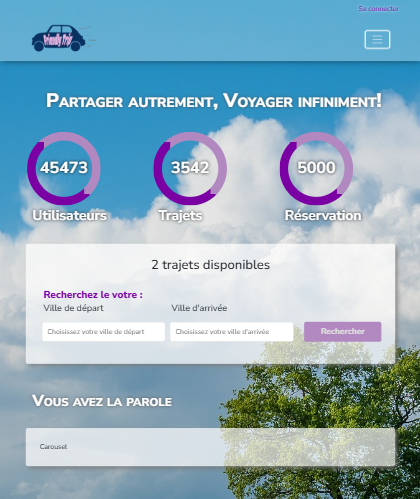 Se connecter
Friendly Trip
Partager autrement, Voyager infiniment!
45473 3542 5000
Utilisateurs Trajets Réservation
2 trajets disponibles
Recherchez le votre :
Ville de départ Ville d'arrivée
Choisissez votre ville de départ Choisissez votre ville d'arrivée Rechercher
Vous avez la parole
Carousel